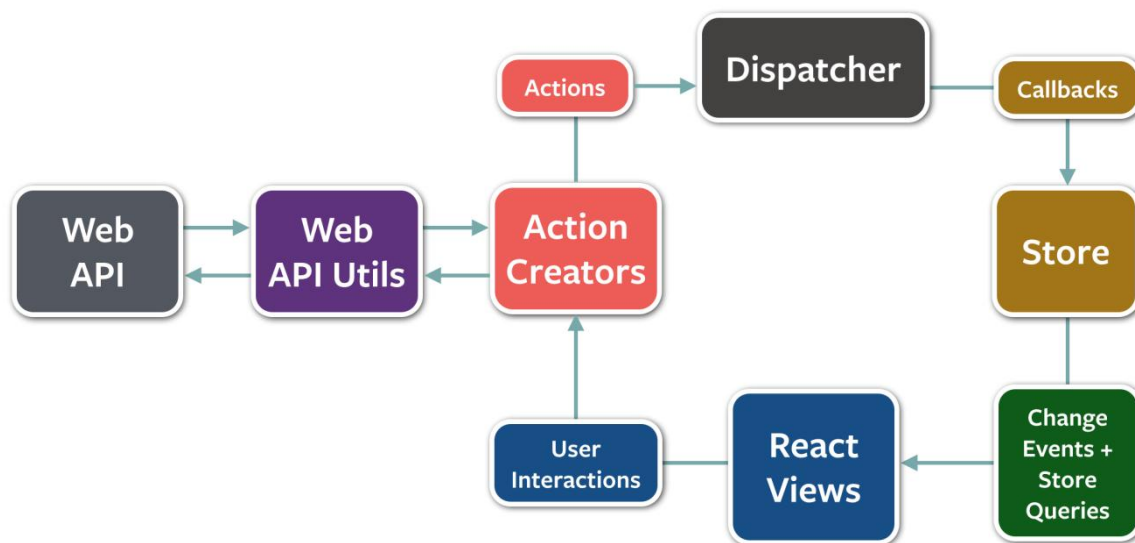 Actions
Dispatcher
Callbacks
Web
API
Web
API Utils
Action
Creators
Store
User
Interactions
React
Views
Change
Events +
Store
Queries